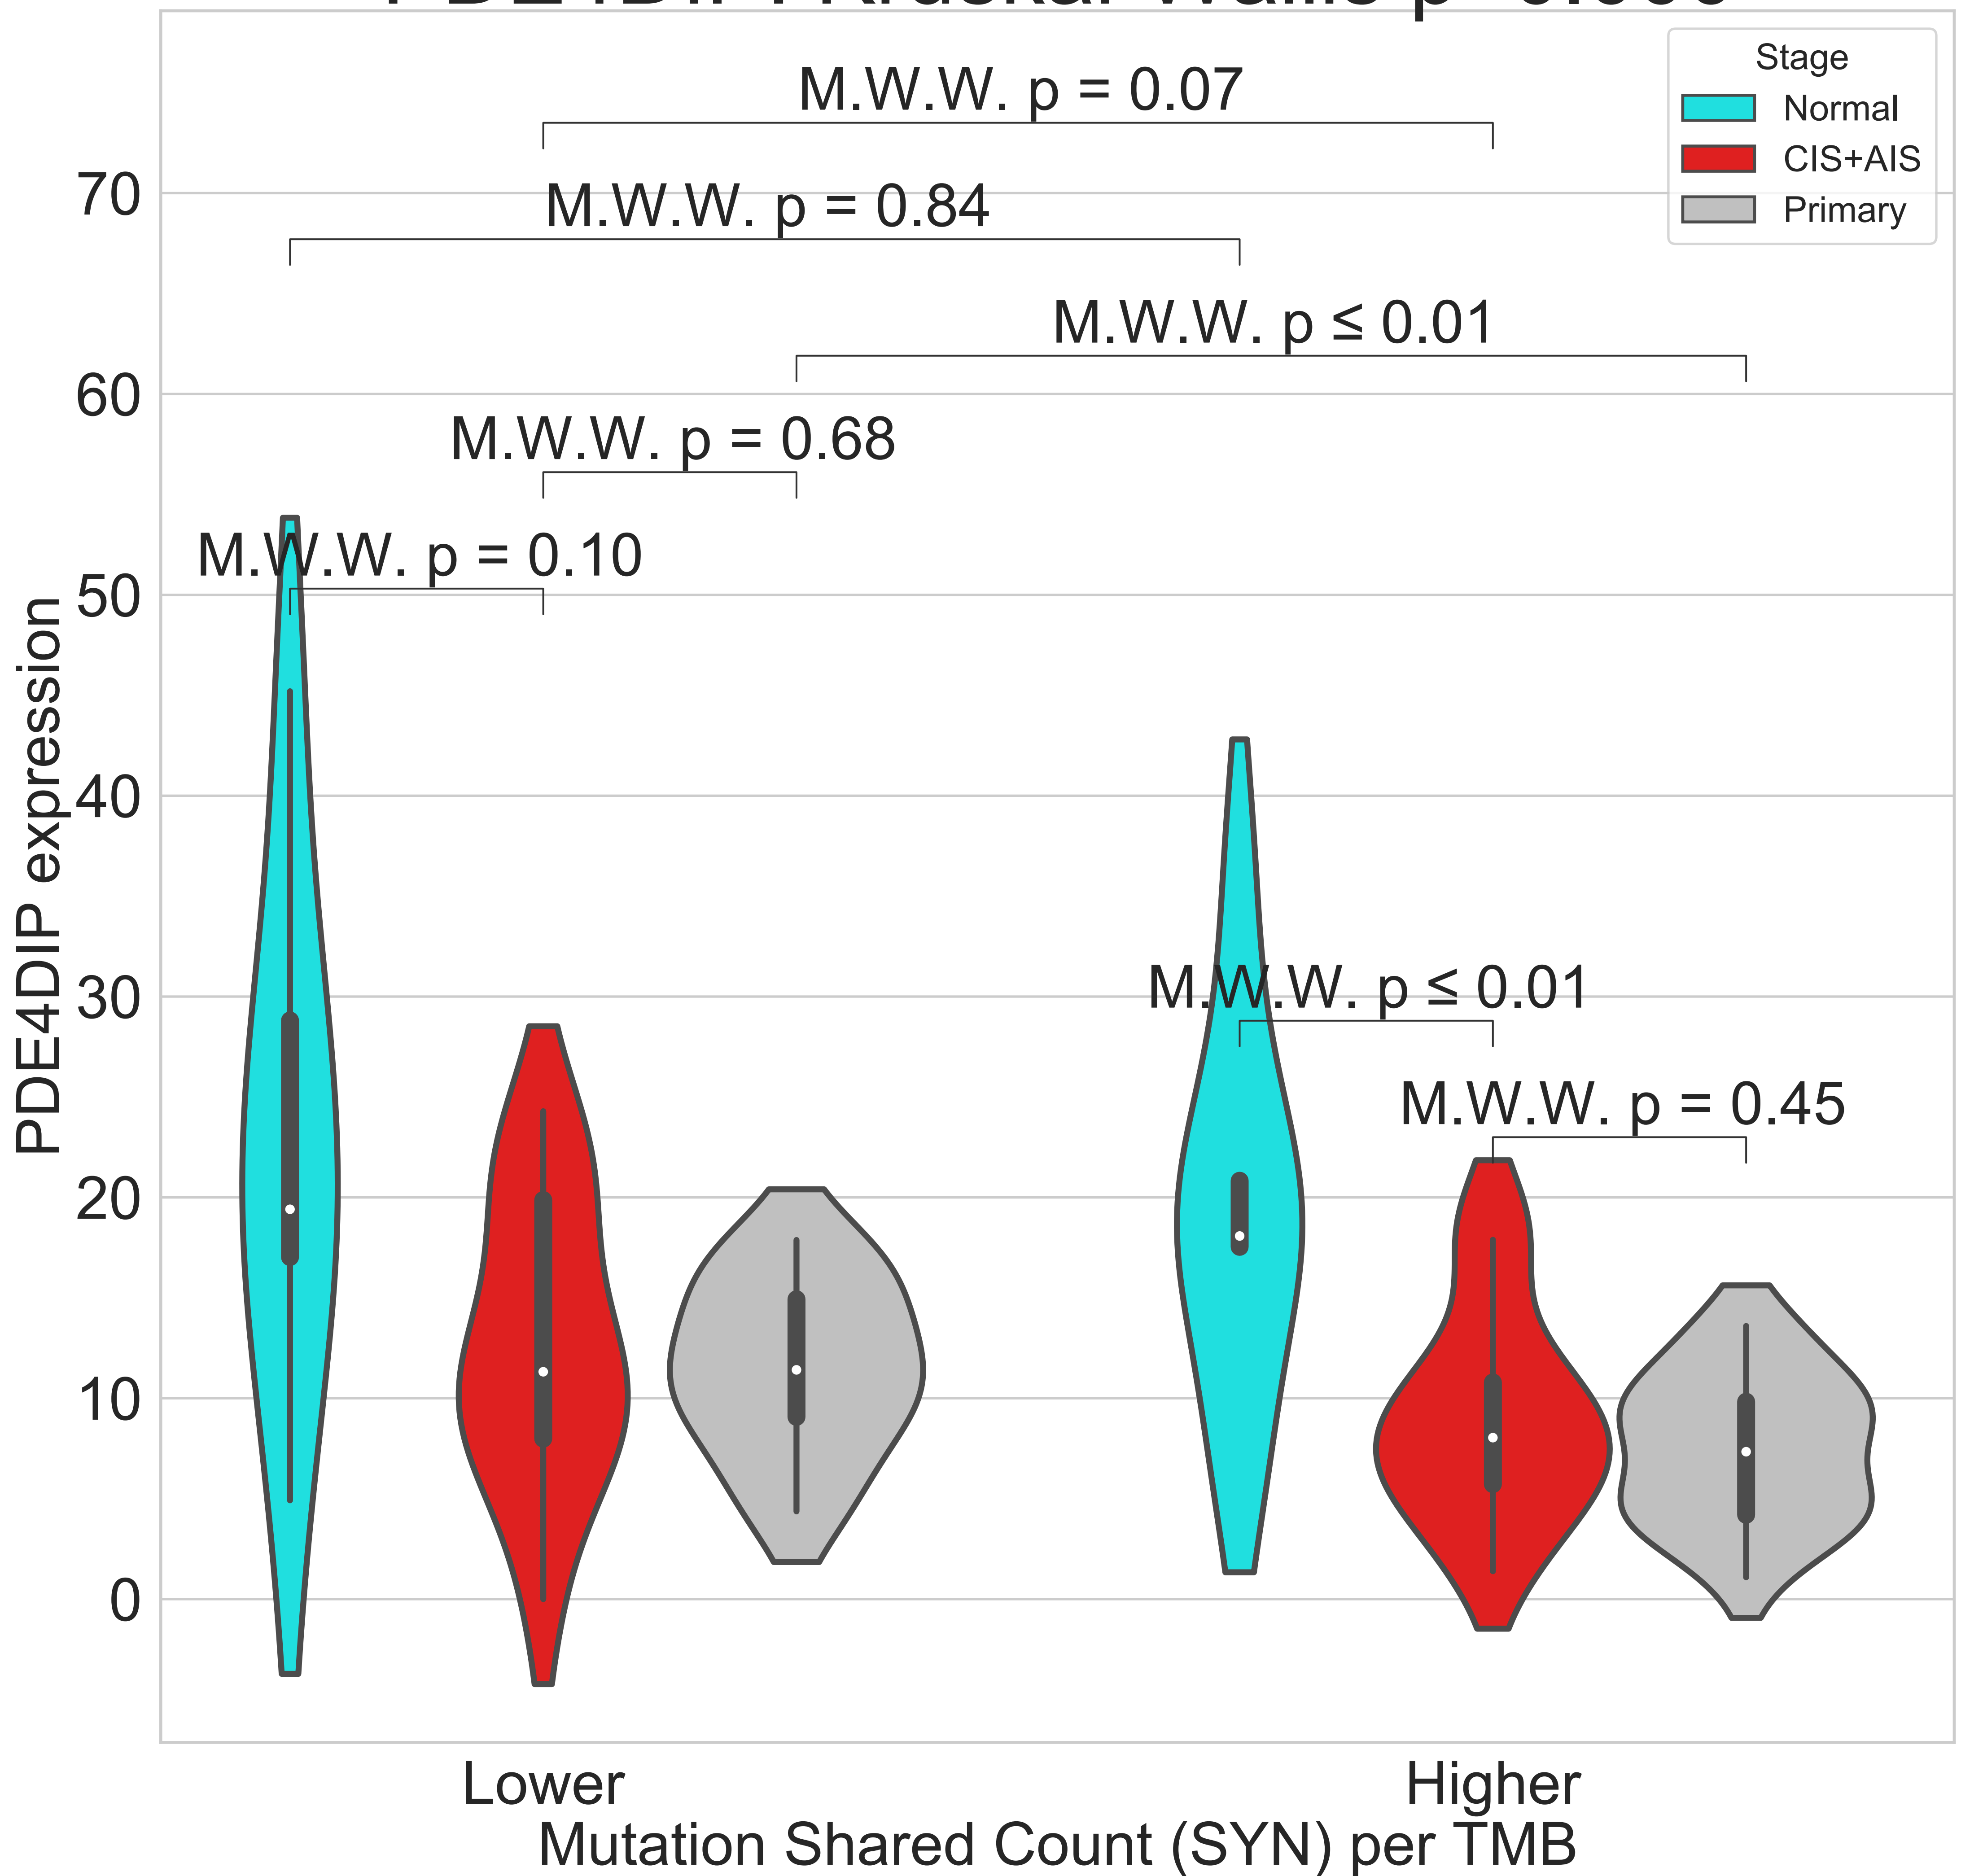 Stage
Normal
CIS+AIS
Primary
M.W.W. p = 0.07
M.W.W. p = 0.84
M.W.W. p ≤ 0.01
M.W.W. p = 0.68
M.W.W. p = 0.10
M.W.W. p ≤ 0.01
M.W.W. p = 0.45
70
60
50
40
30
20
10
0
PDE4DIP expression
Lower
Higher
Mutation Shared Count (SYN) per TMB